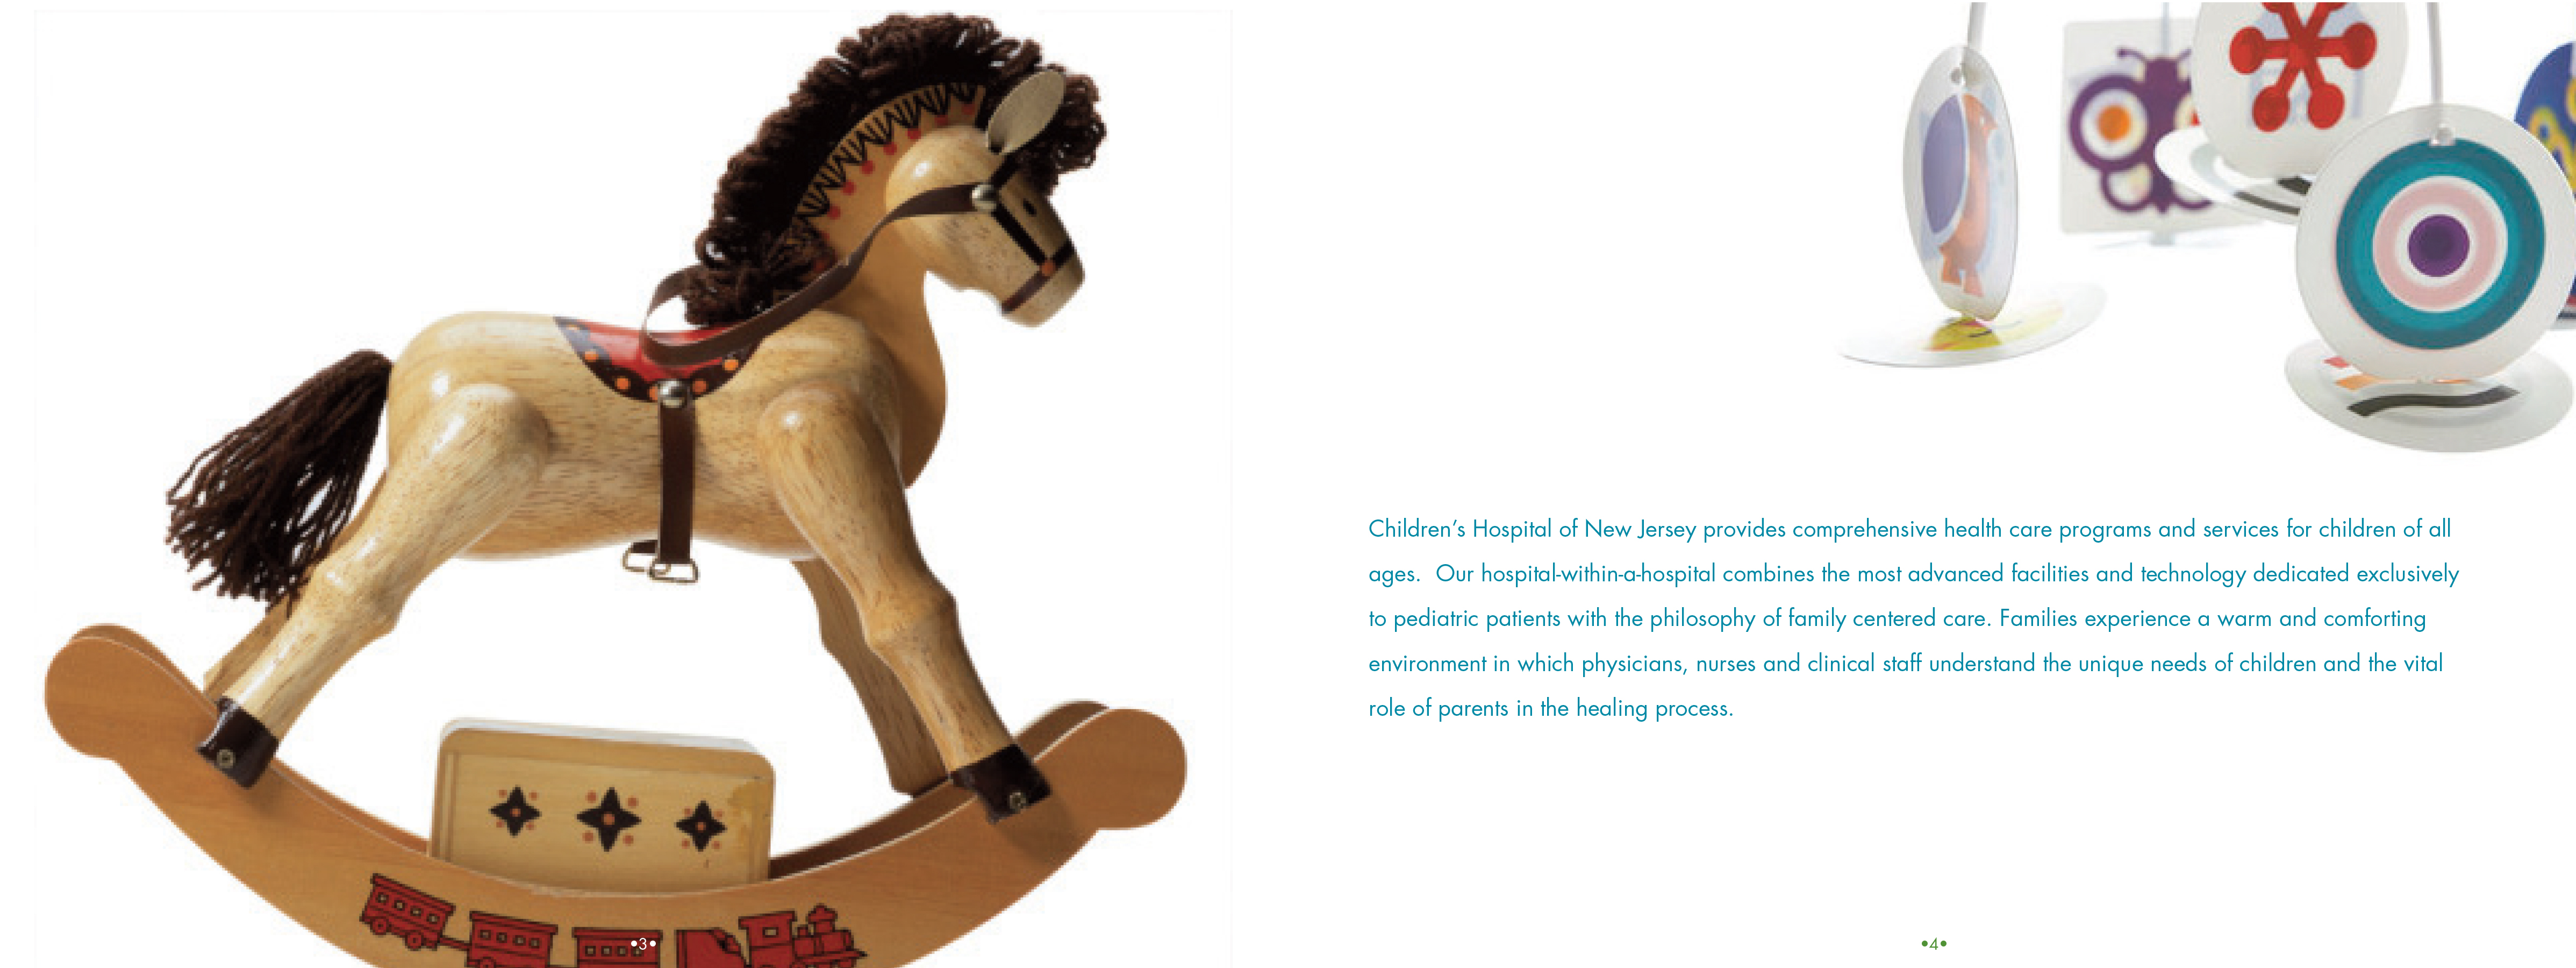 •3•
Children’s Hospital of New Jersey provides comprehensive health care programs and services for children of all
ages.  Our hospital-within-a-hospital combines the most advanced facilities and technology dedicated exclusively
to pediatric patients with the philosophy of family centered care. Families experience a warm and comforting
environment in which physicians, nurses and clinical staff understand the unique needs of children and the vital
role of parents in the healing process.
•4•